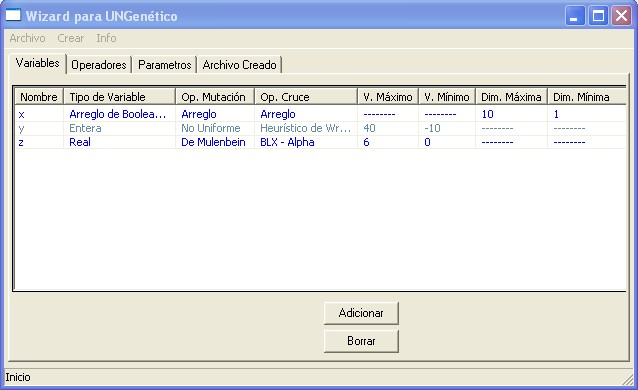 Wizard para UNGenético
Archivo Crear Info
Variables Operadores Parametros Archivo Creado
Nombre Tipo de Variable Op. Mutación Op. Cruce V. Máximo V. Mínimo Dim. Máxima Dim. Mínima
x Arreglo de Boolea... Arreglo Arreglo -------- -------- 10 1
y Entera No Uniforme Heurístico de Wr... 40 -10 -------- --------
z Real De Mulenbein BLX - Alpha 6 0 -------- --------
Adicionar
Borrar
Inicio